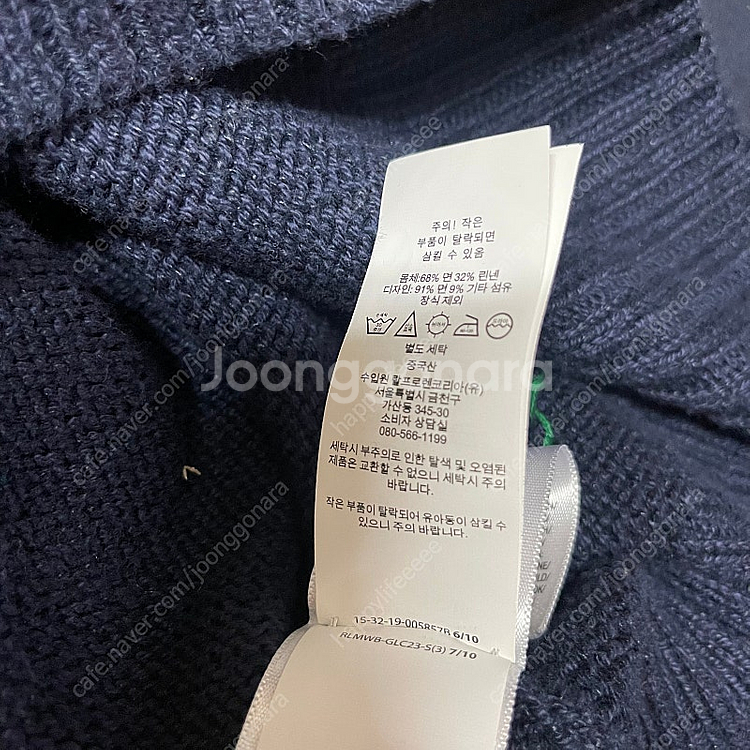 주의! 작은
부품이 탈락되면
삼킬 수 있음
몸체:68% 면 32% 린넨
디자인: 91% 면 9% 기타 섬유
장식 제외
별도 세탁
중국산
수입원 랄프로렌코리아(유)
서울특별시 금천구
가산동 345-30
소비자 상담실
080-566-1199
세탁시 부주의로 인한 탈색 및 오염된
제품은 교환할 수 없으니 세탁시 주의
바랍니다.
작은 부품이 탈락되어 유아동이 삼킬 수
있으니 주의 바랍니다.
15-32-19-005857B 6/10
RLMWB-GLC23-S(3) 7/10
Joonggonara
cafe.naver.com/joonggonara
happylifeeeee